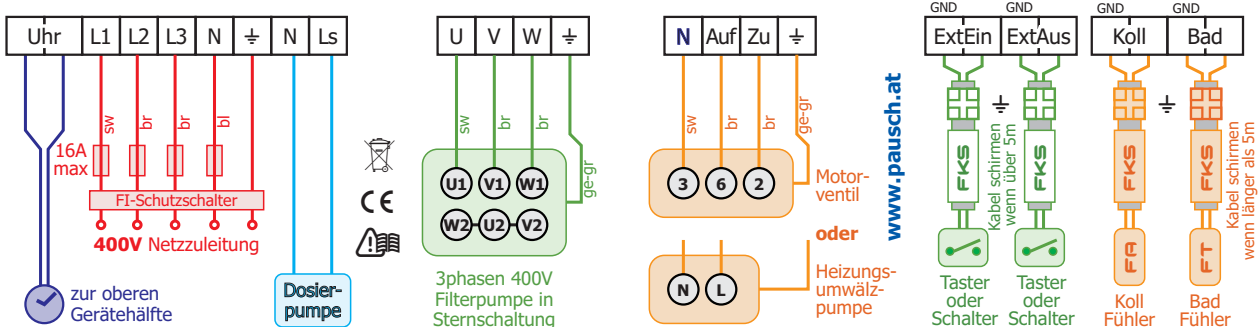 GND GND GND GND
Uhr L1 L2 L3 N ⏚ N Ls
U V W ⏚
N Auf Zu ⏚
ExtEin ExtAus
Koll Bad
sw br br bl
16A
max
FI-Schutzschalter
400V Netzzuleitung
zur oberen
Gerätehälfte
Dosier-
pumpe
CE
sw br br ge-gr
U1 V1 W1
W2 U2 V2
3phasen 400V
Filterpumpe in
Sternschaltung
sw br br ge-gr
3 6 2
Motor-
ventil
oder
N L
Heizungs-
umwälz-
pumpe
www.pausch.at
FKS FKS
Kabel schirmen
wenn über 5m
Taster
oder
Schalter
Taster
oder
Schalter
FKS FKS
Kabel schirmen
wenn länger als 5m
FA FT
Koll
Fühler
Bad
Fühler